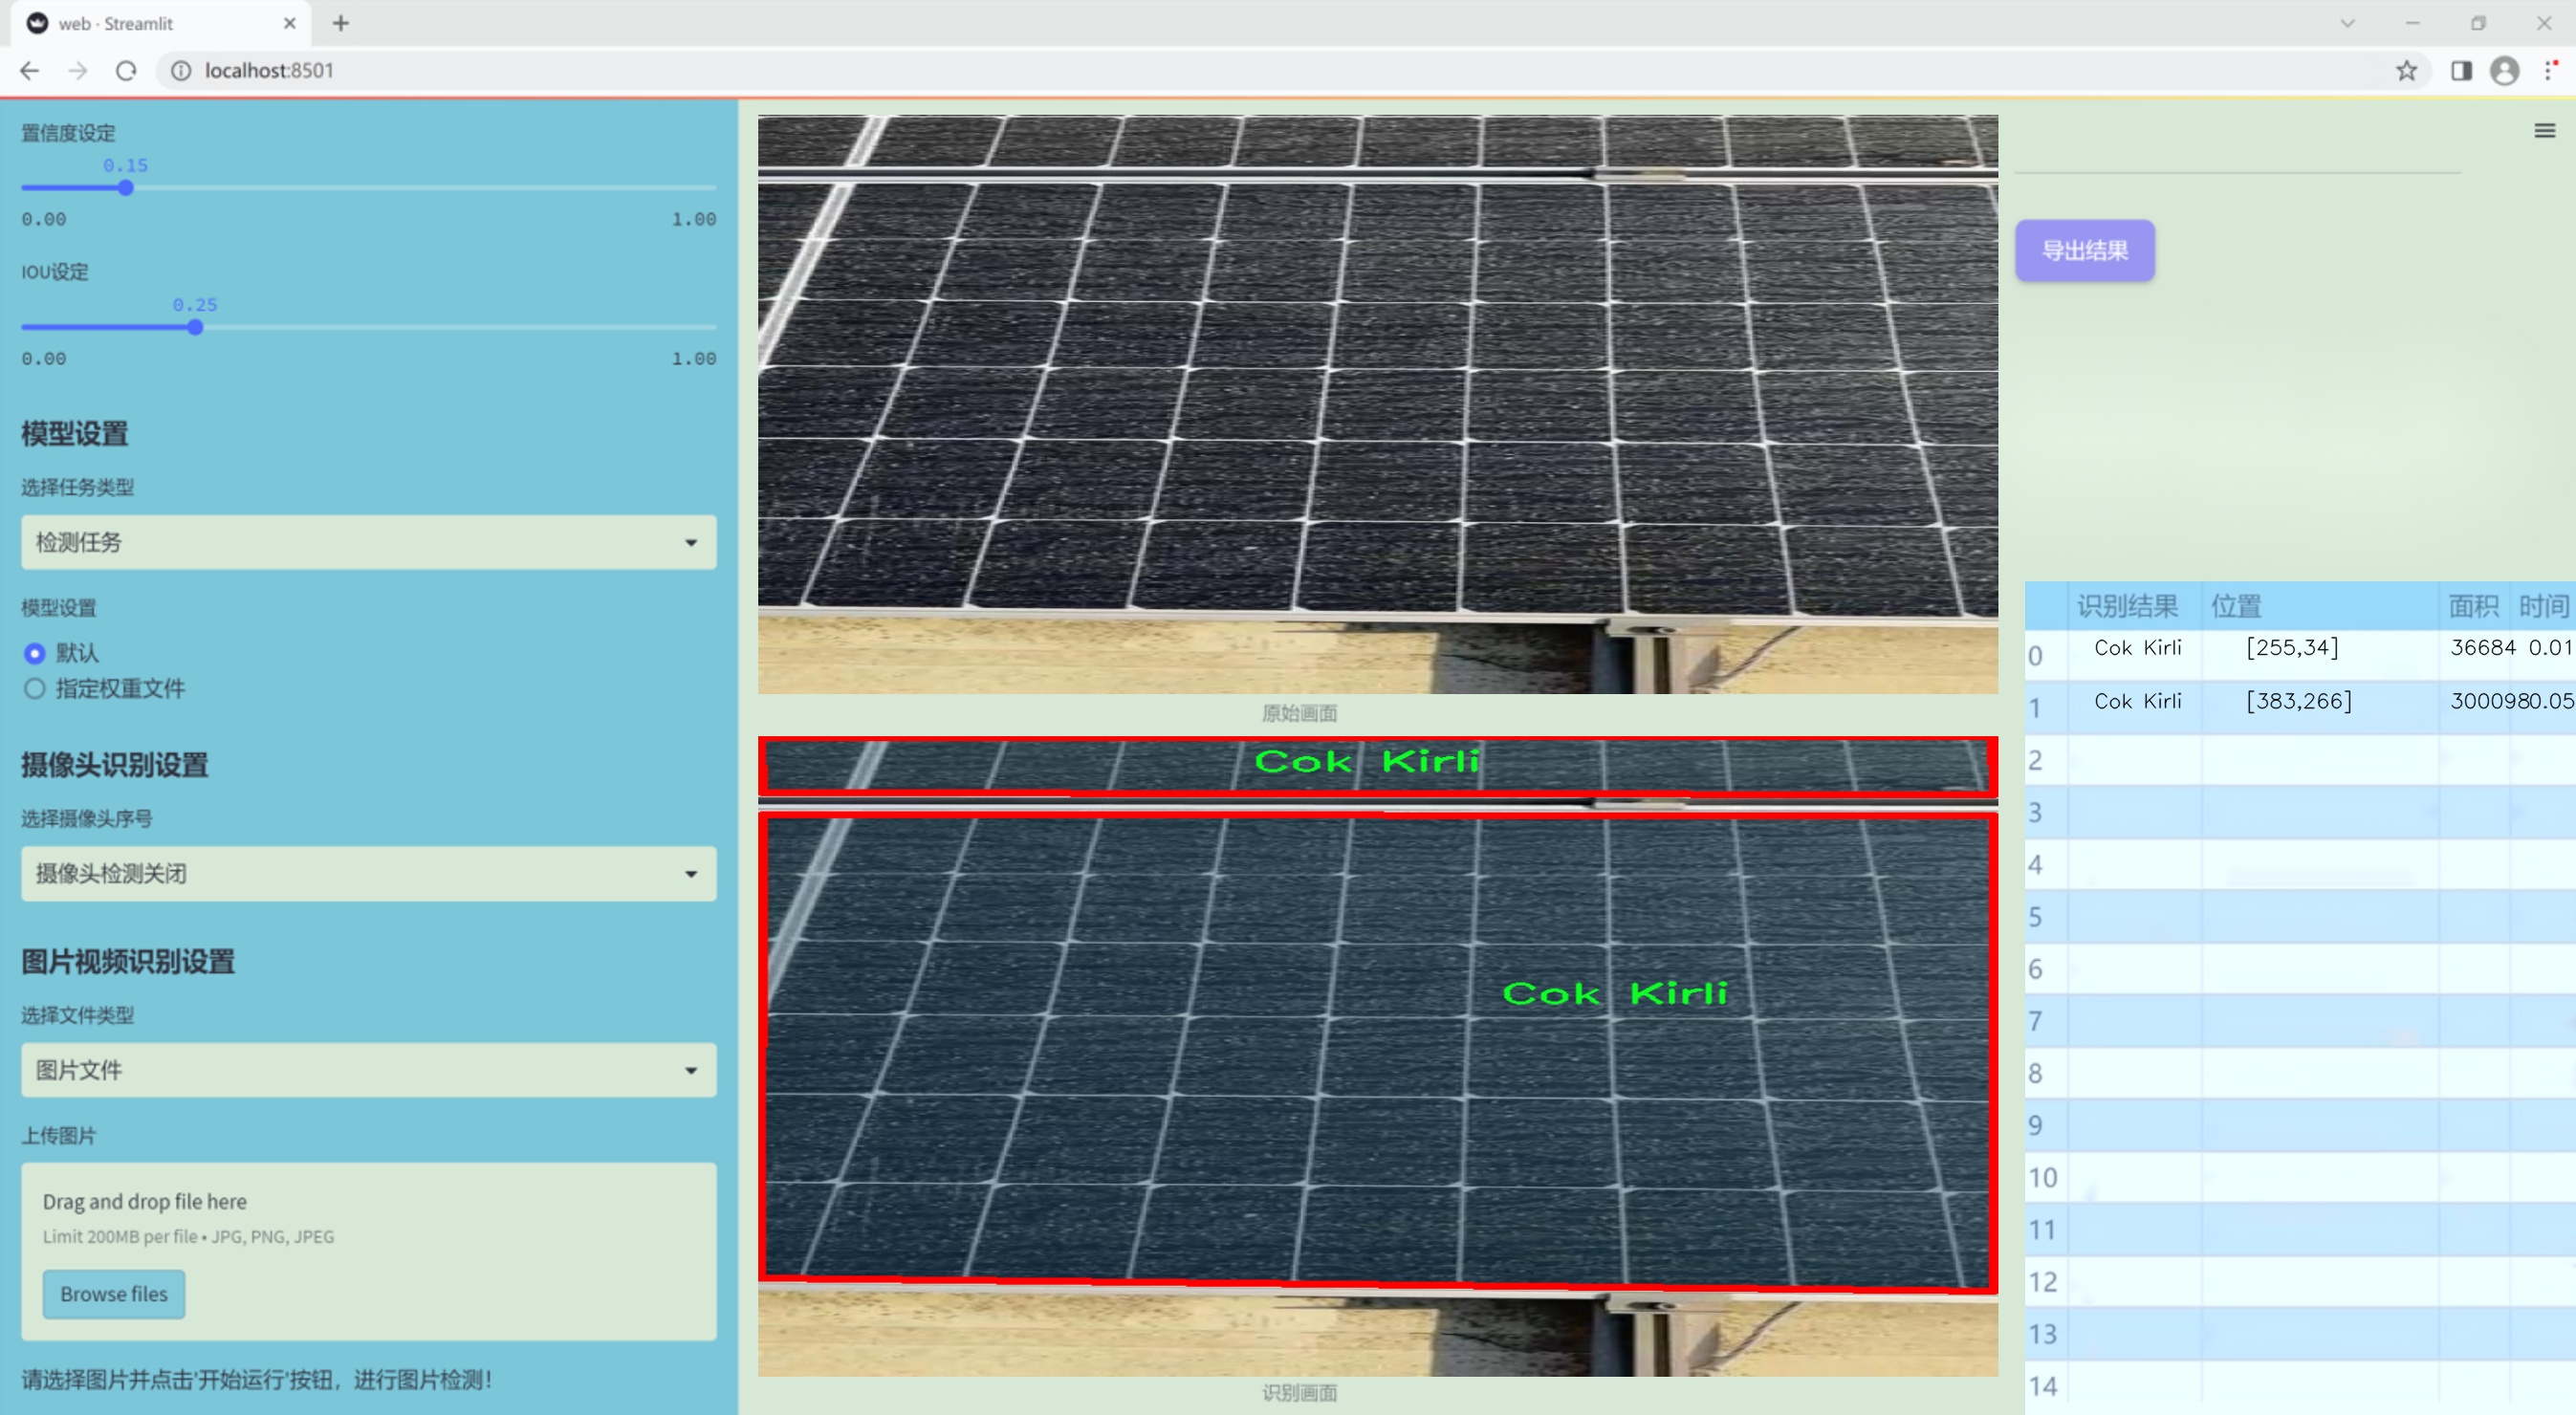 web · Streamlit
localhost:8501
置信度设定
0.15
0.00 1.00
IOU设定
0.25
0.00 1.00
模型设置
选择任务类型
检测任务
模型设置
默认
指定权重文件
摄像头识别设置
选择摄像头序号
摄像头检测关闭
图片视频识别设置
选择文件类型
图片文件
上传图片
Drag and drop file here
Limit 200MB per file • JPG, PNG, JPEG
Browse files
请选择图片并点击'开始运行'按钮，进行图片检测！
原始画面
Cok Kirli
Cok Kirli
识别画面
导出结果
识别结果 位置 面积 时间
0 Cok Kirli [255,34] 36684 0.01
1 Cok Kirli [383,266] 3000980.05
2
3
4
5
6
7
8
9
10
11
12
13
14